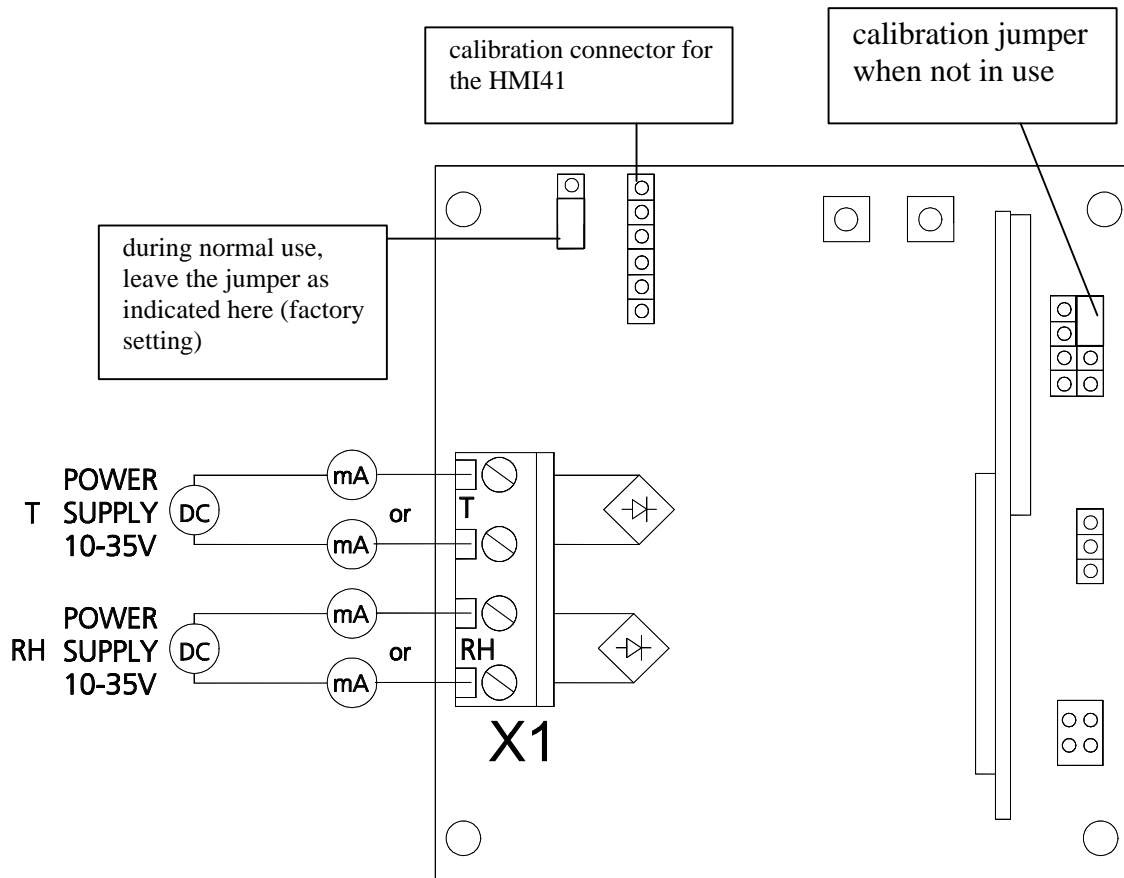 calibration connector for
the HMI41
calibration jumper
when not in use
during normal use,
leave the jumper as
indicated here (factory
setting)
POWER
T SUPPLY DC
10-35V
mA
or
mA
T
POWER
RH SUPPLY DC
10-35V
mA
or
mA
RH
X1